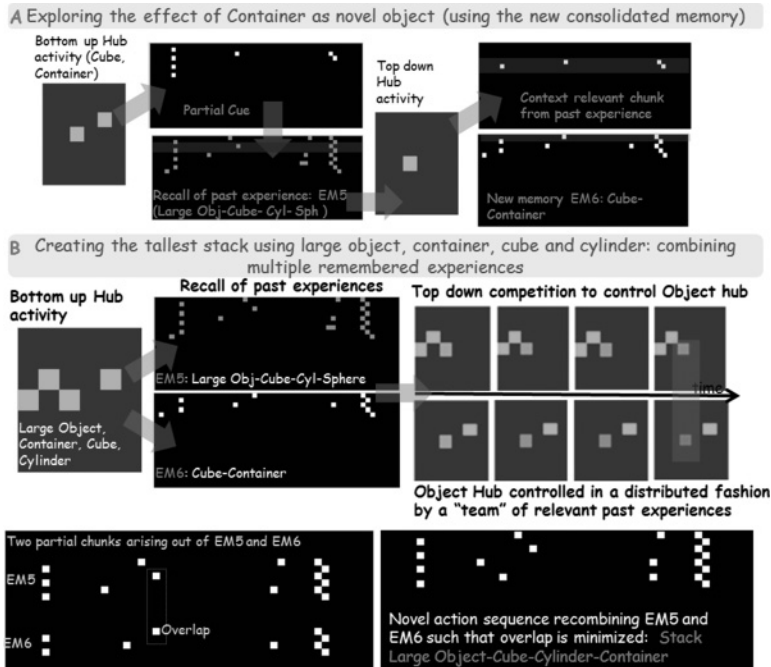 A Exploring the effect of Container as novel object (using the new consolidated memory)
Bottom up Hub
activity (Cube,
Container)
Partial Cue
Recall of past experience: EM5
(Large Obj-Cube- Cyl- Sph )
Top down
Hub
activity
Context relevant chunk
from past experience
New memory EM6: Cube-
Container
B Creating the tallest stack using large object, container, cube and cylinder: combining
multiple remembered experiences
Bottom up Hub
activity
Large Object,
Container, Cube,
Cylinder
Recall of past experiences
EM5: Large Obj-Cube-Cyl-Sphere
EM6: Cube-Container
Top down competition to control Object hub
time
Object Hub controlled in a distributed fashion
by a “team” of relevant past experiences
Two partial chunks arising out of EM5 and EM6
EM5
Overlap
EM6
Novel action sequence recombining EM5 and
EM6 such that overlap is minimized: Stack
Large Object-Cube-Cylinder-Container